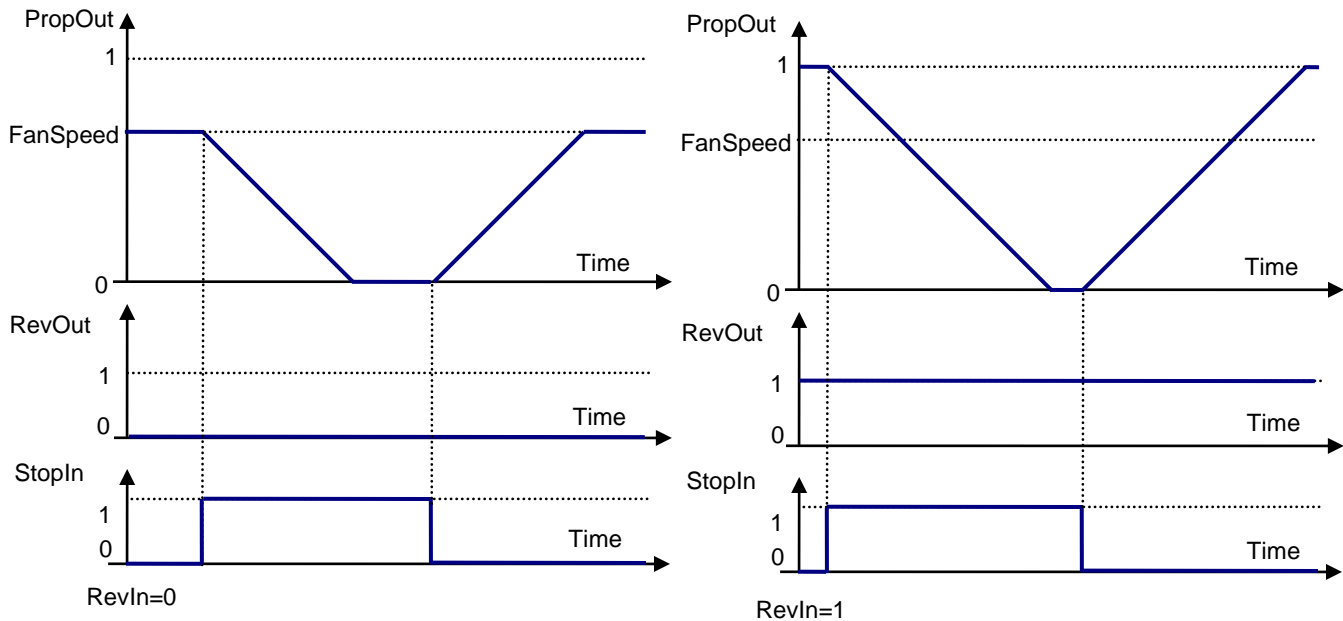 PropOut
1
FanSpeed
0
Time
RevOut
1
0
Time
StopIn
1
0
Time
RevIn=0
PropOut
1
FanSpeed
0
Time
RevOut
1
0
Time
StopIn
1
0
Time
RevIn=1